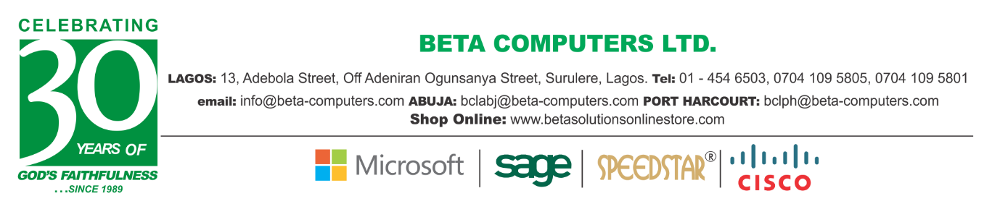 CELEBRATING
30
YEARS OF
GOD'S FAITHFULNESS
...SINCE 1989
BETA COMPUTERS LTD.
LAGOS: 13, Adebola Street, Off Adeniran Ogunsanya Street, Surulere, Lagos. Tel: 01 - 454 6503, 0704 109 5805, 0704 109 5801
email: info@beta-computers.com ABUJA: bclabj@beta-computers.com PORT HARCOURT: bclph@beta-computers.com
Shop Online: www.betasolutionsonlinestore.com
Microsoft sage SPEEDSTAR® CISCO